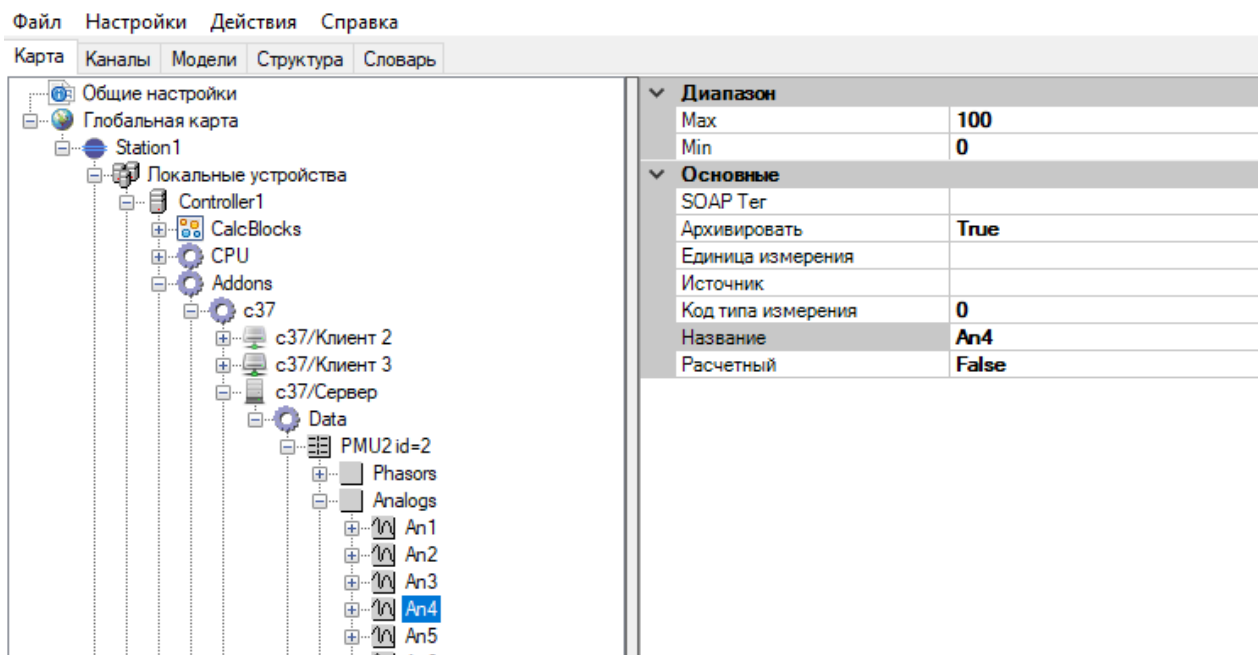 Файл Настройки Действия Справка
Карта Каналы Модели Структура Словарь
Общие настройки
Глобальная карта
Station1
Локальные устройства
Controller1
CalcBlocks
CPU
Addons
c37
c37/Клиент 2
c37/Клиент 3
c37/Сервер
Data
PMU2 id=2
Phasors
Analogs
An1
An2
An3
An4
An5
Диапазон
Max 100
Min 0
Основные
SOAP Тег
Архивировать True
Единица измерения
Источник
Код типа измерения 0
Название An4
Расчетный False